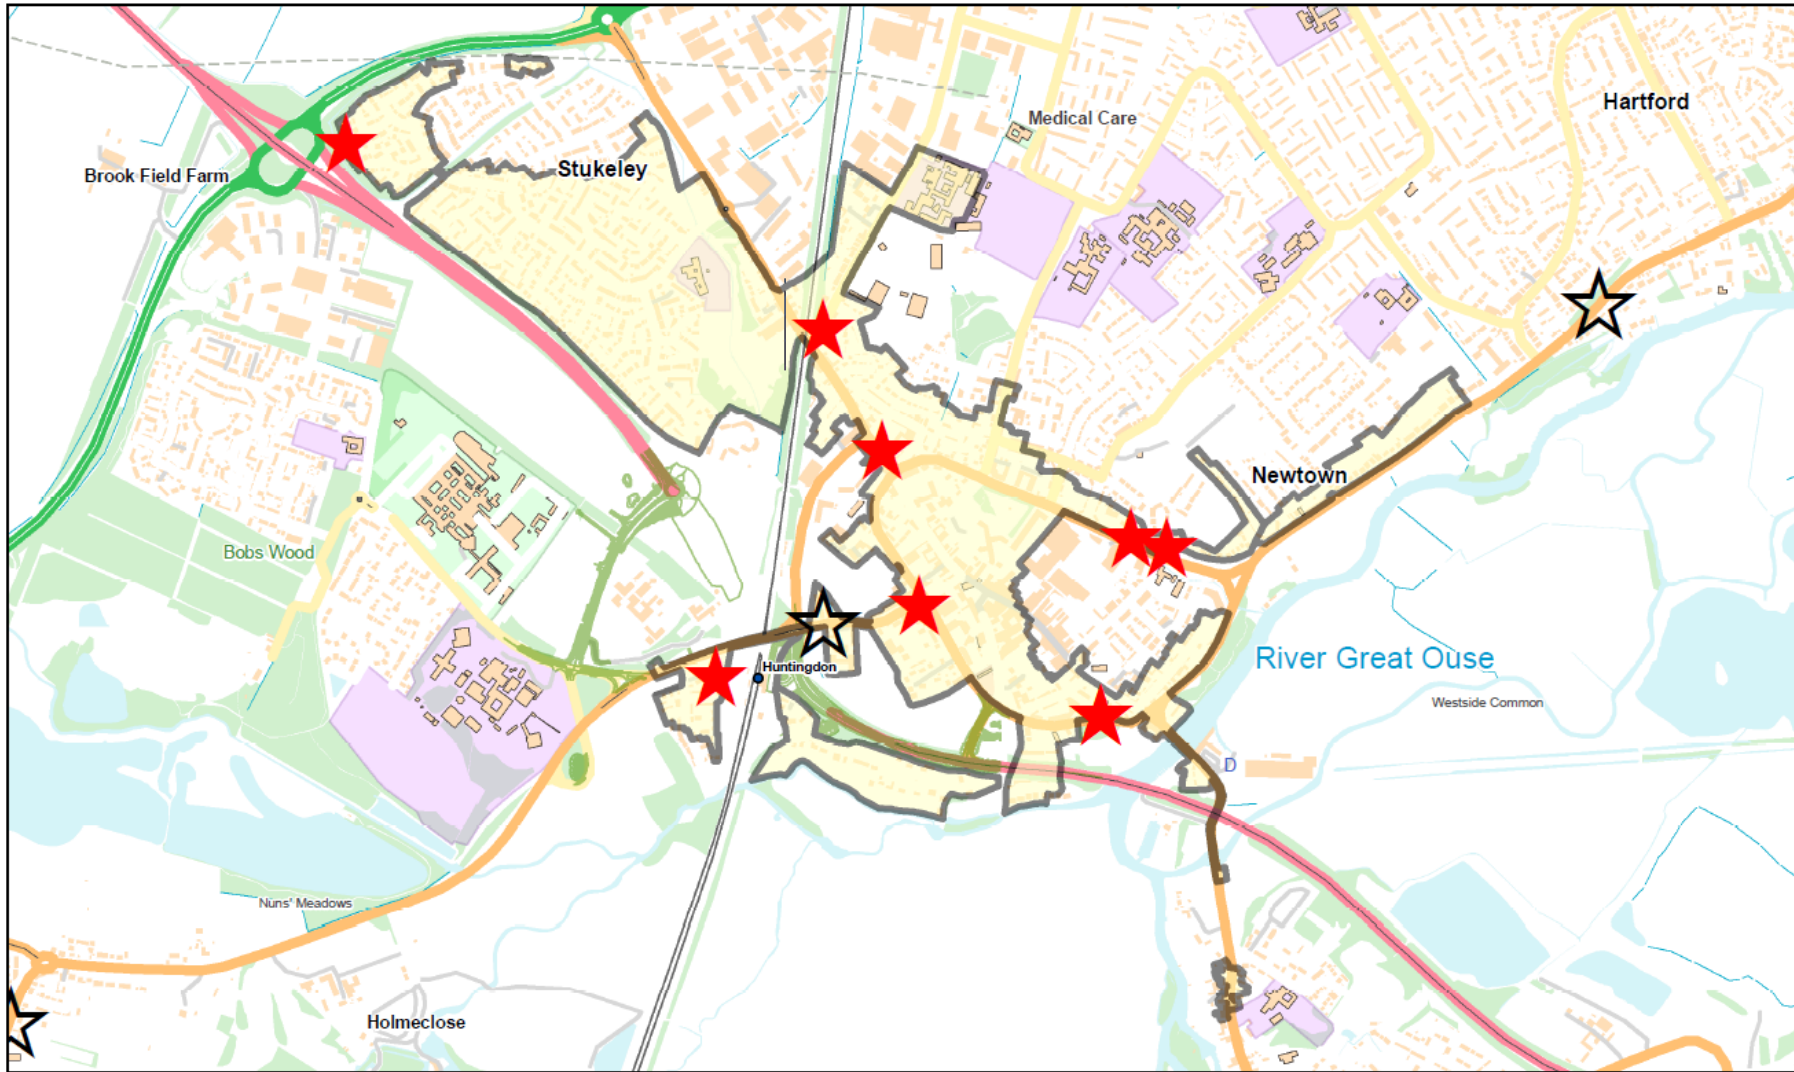 Hartford
Medical Care
Stukeley
Brook Field Farm
Newtown
Bobs Wood
River Great Ouse
Huntingdon
Westside Common
D
Nuns' Meadows
Holmeclose